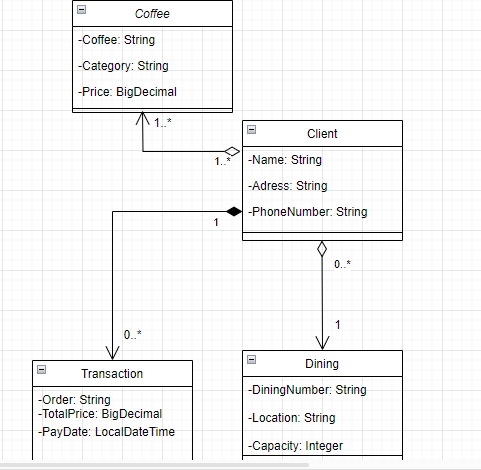 Coffee
-Coffee: String
-Category: String
-Price: BigDecimal
1..*
1..*
Client
-Name: String
-Adress: String
-PhoneNumber: String
1
0..*
0..*
1
Transaction
-Order: String
-TotalPrice: BigDecimal
-PayDate: LocalDateTime
Dining
-DiningNumber: String
-Location: String
-Capacity: Integer